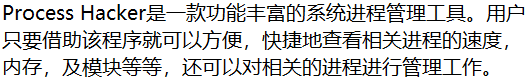 Process Hacker是一款功能丰富的系统进程管理工具。用户
只要借助该程序就可以方便，快捷地查看相关进程的速度，
内存，及模块等等，还可以对相关的进程进行管理工作。